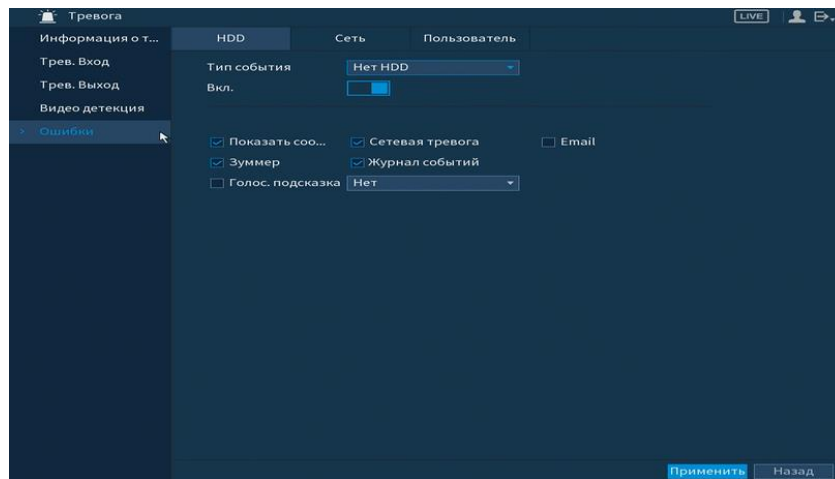 Тревога
LIVE
Информация о т...
Трев. Вход
Трев. Выход
Видео детекция
Ошибки
HDD Сеть Пользователь
Тип события Нет HDD
Вкл.
Показать соо... Сетевая тревога Email
Зуммер Журнал событий
Голос. подсказка Нет
Применить Назад